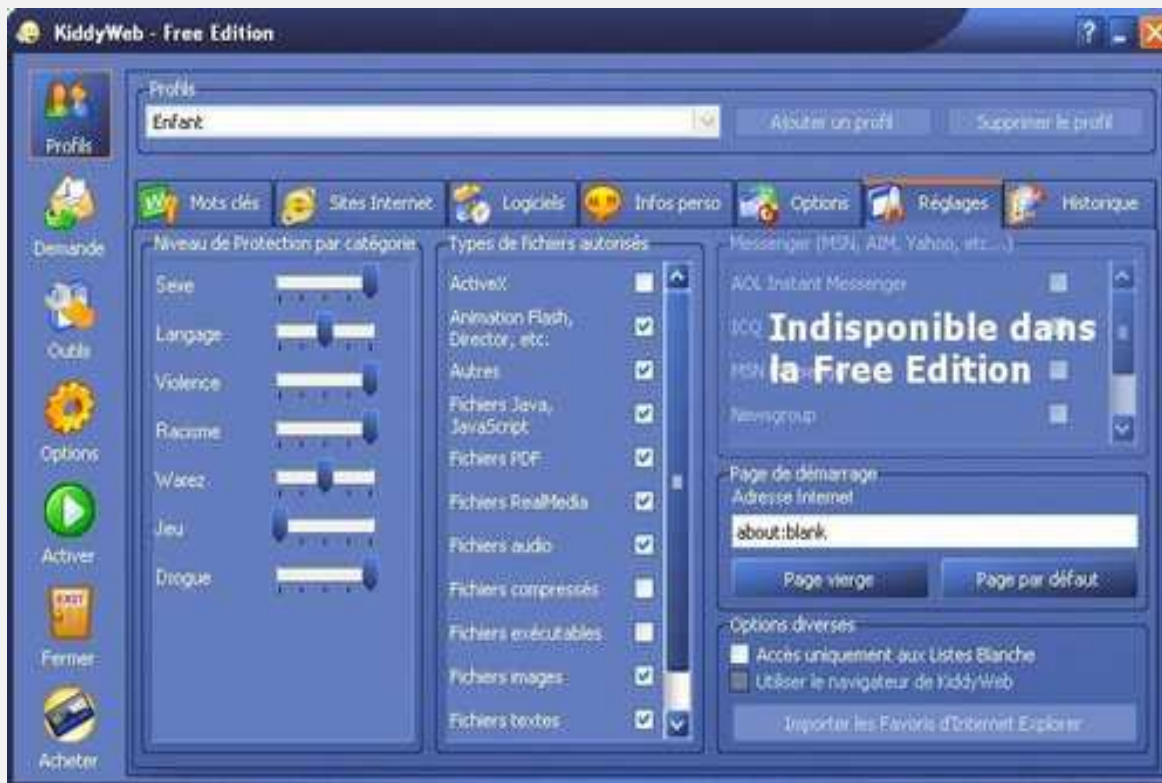 KiddyWeb - Free Edition
Profils
Demande
Outils
Options
Activer
EXIT
Fermer
Acheter
Profils
Enfant
Ajouter un profil
Supprimer le profil
Mots clés
Sites Internet
Logiciels
Infos perso
Options
Réglages
Historique
Niveau de Protection par catégorie
Sexe
Langage
Violence
Racisme
Warez
Jeu
Drogue
Types de fichiers autorisés
ActiveX
Animation Flash,
Director, etc.
Autres
Fichiers Java,
JavaScript
Fichiers PDF
Fichiers RealMedia
Fichiers audio
Fichiers compressés
Fichiers exécutables
Fichiers images
Fichiers textes
Messenger (MSN, AIM, Yahoo, etc...)
AOL Instant Messenger
ICQ
MSN
Newsgroup
Indisponible dans
la Free Edition
Page de démarrage
Adresse Internet
about:blank
Page vierge
Page par défaut
Options diverses
Accès uniquement aux Listes Blanche
Utiliser le navigateur de KiddyWeb
Importer les Favoris d'Internet Explorer